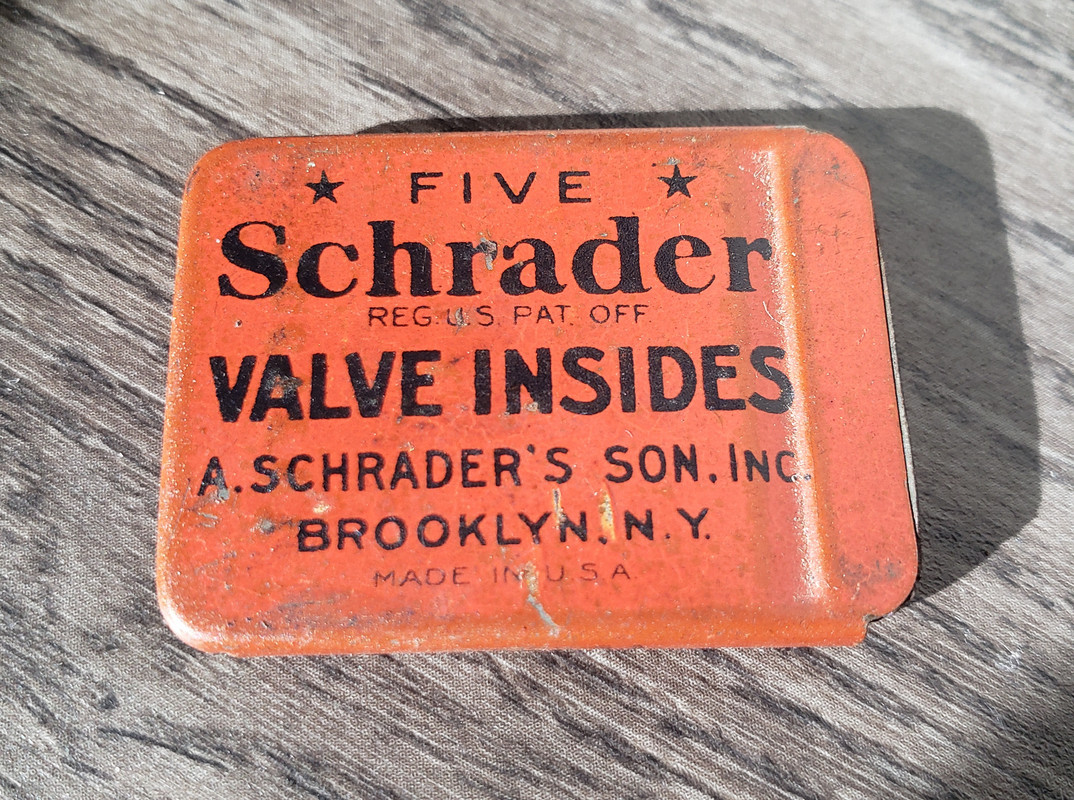 ★ FIVE ★
Schrader
REG. U.S. PAT. OFF.
VALVE INSIDES
A. SCHRADER'S SON, INC.
BROOKLYN, N.Y.
MADE IN U.S.A.